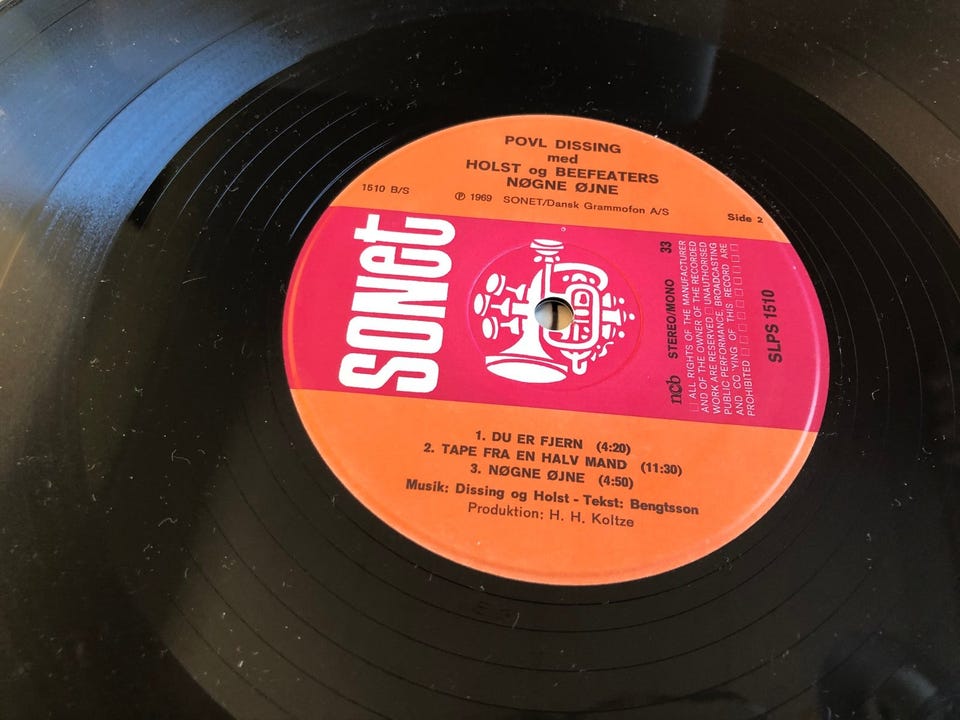 POVL DISSING
med
HOLST og BEEFEATERS
NØGNE ØJNE
1510 B/S
℗ 1969 SONET/Dansk Grammofon A/S
Side 2
sonet
ncb STEREO/MONO 33
ALL RIGHTS OF THE MANUFACTURER
AND OF THE OWNER OF THE RECORDED
WORK ARE RESERVED □ UNAUTHORISED
PUBLIC PERFORMANCE, BROADCASTING
AND CO YING OF THIS RECORD ARE
PROHIBITED
SLPS 1510
1. DU ER FJERN (4:20)
2. TAPE FRA EN HALV MAND (11:30)
3. NØGNE ØJNE (4:50)
Musik: Dissing og Holst - Tekst: Bengtsson
Produktion: H. H. Koltze